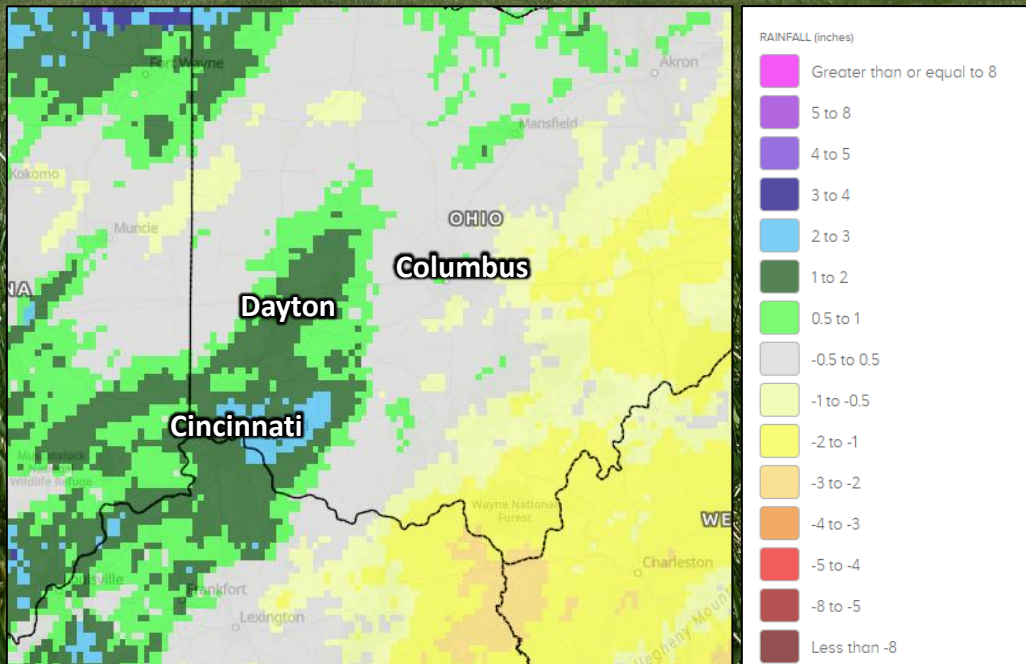 Fort Wayne
Akron
Mansfield
Kokomo
Muncie
OHIO
Columbus
NA
Dayton
Cincinnati
Wildlife Refuge
Wayne National
Forest
WE
Charleston
Louisville
Frankfort
Lexington
Allegheny Moun
RAINFALL (inches)
Greater than or equal to 8
5 to 8
4 to 5
3 to 4
2 to 3
1 to 2
0.5 to 1
-0.5 to 0.5
-1 to -0.5
-2 to -1
-3 to -2
-4 to -3
-5 to -4
-8 to -5
Less than -8